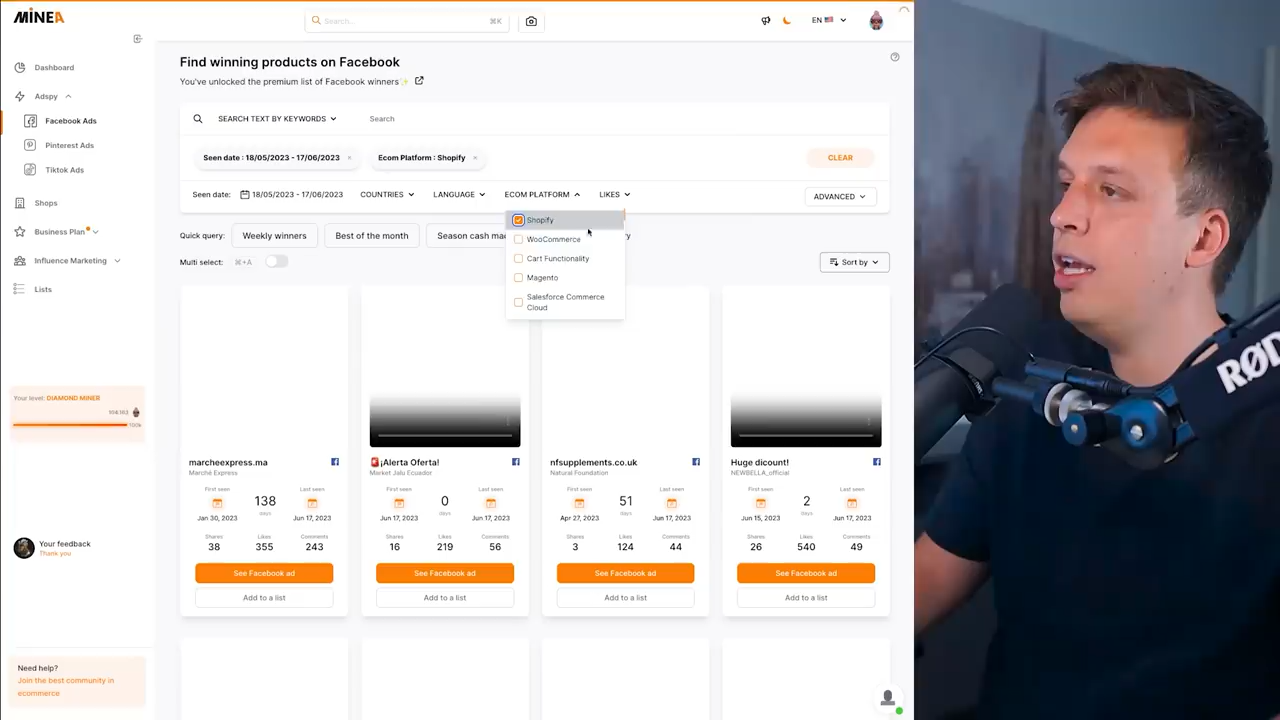 MINEA
Search...
⌘K
EN
Dashboard
Adspy
Facebook Ads
Pinterest Ads
Tiktok Ads
Shops
Business Plan
Influence Marketing
Lists
Your level: DIAMOND MINER
104.163
100k
Your feedback
Thank you
Need help?
Join the best community in
ecommerce
Find winning products on Facebook
You've unlocked the premium list of Facebook winners✨
SEARCH TEXT BY KEYWORDS
Search
Seen date : 18/05/2023 - 17/06/2023 ×
Ecom Platform : Shopify ×
CLEAR
Seen date: 18/05/2023 - 17/06/2023
COUNTRIES
LANGUAGE
ECOM PLATFORM
LIKES
ADVANCED
Shopify
WooCommerce
Cart Functionality
Magento
Salesforce Commerce
Cloud
Quick query:
Weekly winners
Best of the month
Season cash ma
ry
Multi select: ⌘+A
Sort by
marcheexpress.ma
Marché Express
First seen
138
days
Last seen
Jan 30, 2023
Jun 17, 2023
Shares Likes Comments
38 355 243
See Facebook ad
Add to a list
🚨¡Alerta Oferta!
Market Jalu Ecuador
First seen
0
days
Last seen
Jun 17, 2023
Jun 17, 2023
Shares Likes Comments
16 219 56
See Facebook ad
Add to a list
nfsupplements.co.uk
Natural Foundation
First seen
51
days
Last seen
Apr 27, 2023
Jun 17, 2023
Shares Likes Comments
3 124 44
See Facebook ad
Add to a list
Huge dicount!
NEWBELLA_official
First seen
2
days
Last seen
Jun 15, 2023
Jun 17, 2023
Shares Likes Comments
26 540 49
See Facebook ad
Add to a list
RØD